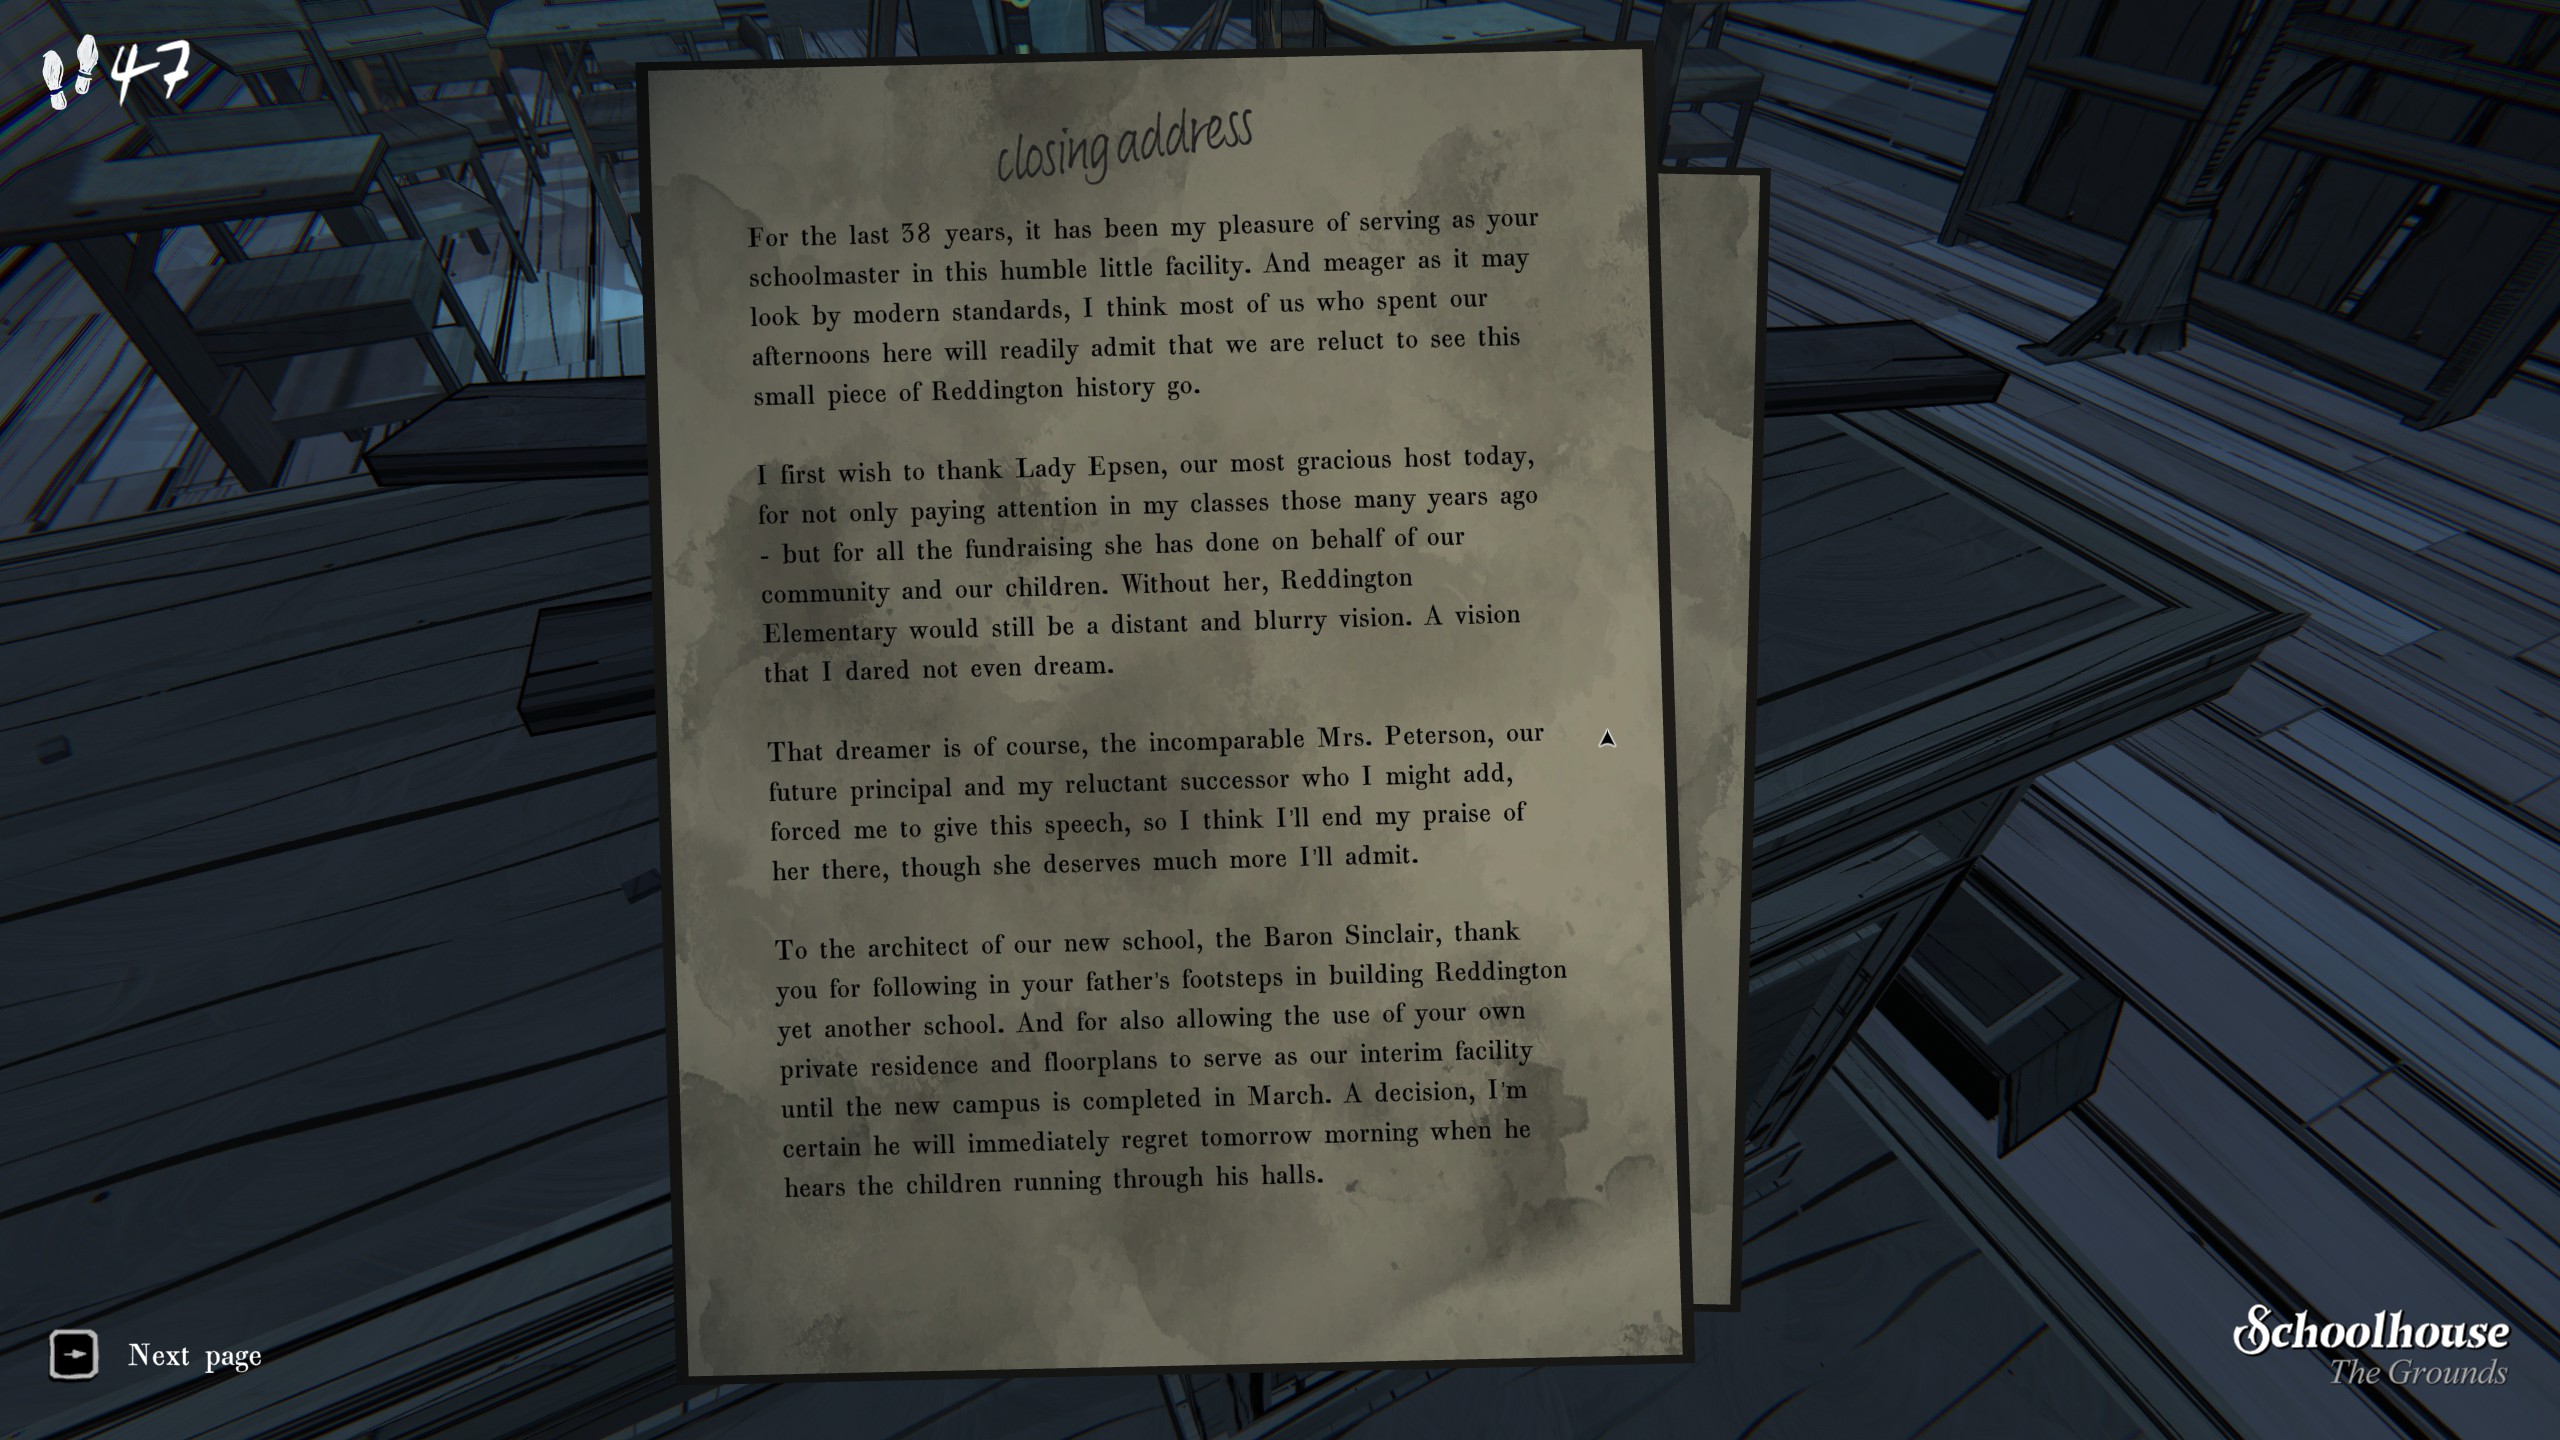 47
closing address
For the last 38 years, it has been my pleasure of serving as your
schoolmaster in this humble little facility. And meager as it may
look by modern standards, I think most of us who spent our
afternoons here will readily admit that we are reluct to see this
small piece of Reddington history go.
I first wish to thank Lady Epsen, our most gracious host today,
for not only paying attention in my classes those many years ago
- but for all the fundraising she has done on behalf of our
community and our children. Without her, Reddington
Elementary would still be a distant and blurry vision. A vision
that I dared not even dream.
That dreamer is of course, the incomparable Mrs. Peterson, our
future principal and my reluctant successor who I might add,
forced me to give this speech, so I think I'll end my praise of
her there, though she deserves much more I'll admit.
To the architect of our new school, the Baron Sinclair, thank
you for following in your father's footsteps in building Reddington
yet another school. And for also allowing the use of your own
private residence and floorplans to serve as our interim facility
until the new campus is completed in March. A decision, I'm
certain he will immediately regret tomorrow morning when he
hears the children running through his halls.
Next page
Schoolhouse
The Grounds